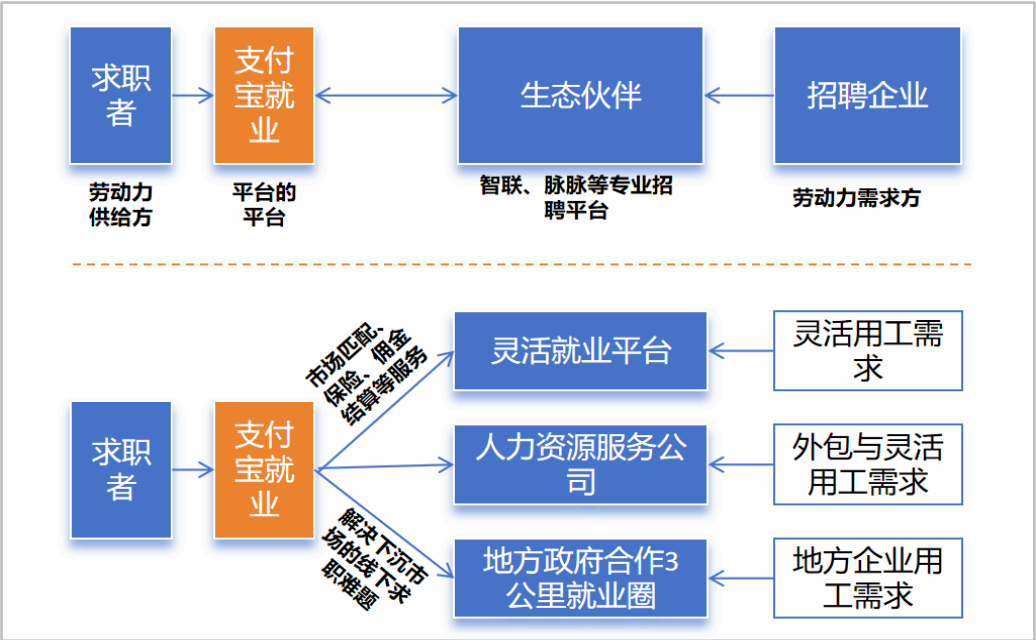 求职
者
支付
宝就
业
生态伙伴
招聘企业
劳动力
供给方
平台的
平台
智联、脉脉等专业招
聘平台
劳动力需求方
市场匹配、
保险、佣金
结算等服务
灵活就业平台
灵活用工需
求
求职
者
支付
宝就
业
人力资源服务公
司
外包与灵活
用工需求
解决下沉市
场的线下求
职难题
地方政府合作3
公里就业圈
地方企业用
工需求